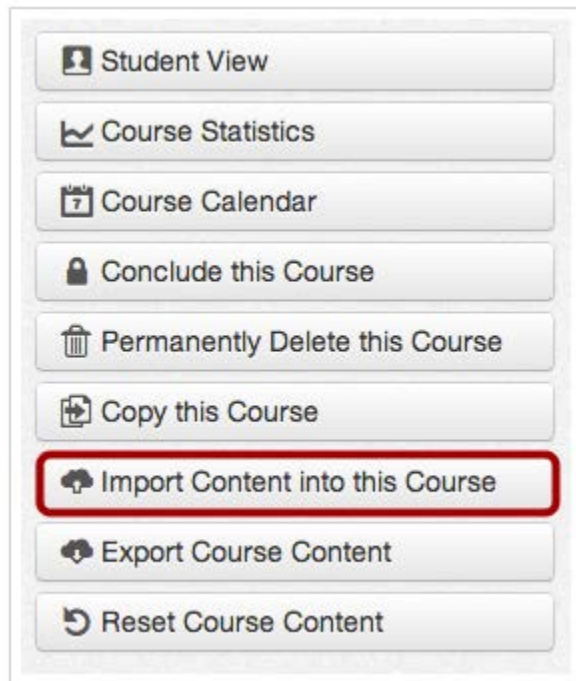 Student View
Course Statistics
7
Course Calendar
Conclude this Course
Permanently Delete this Course
Copy this Course
Import Content into this Course
Export Course Content
Reset Course Content